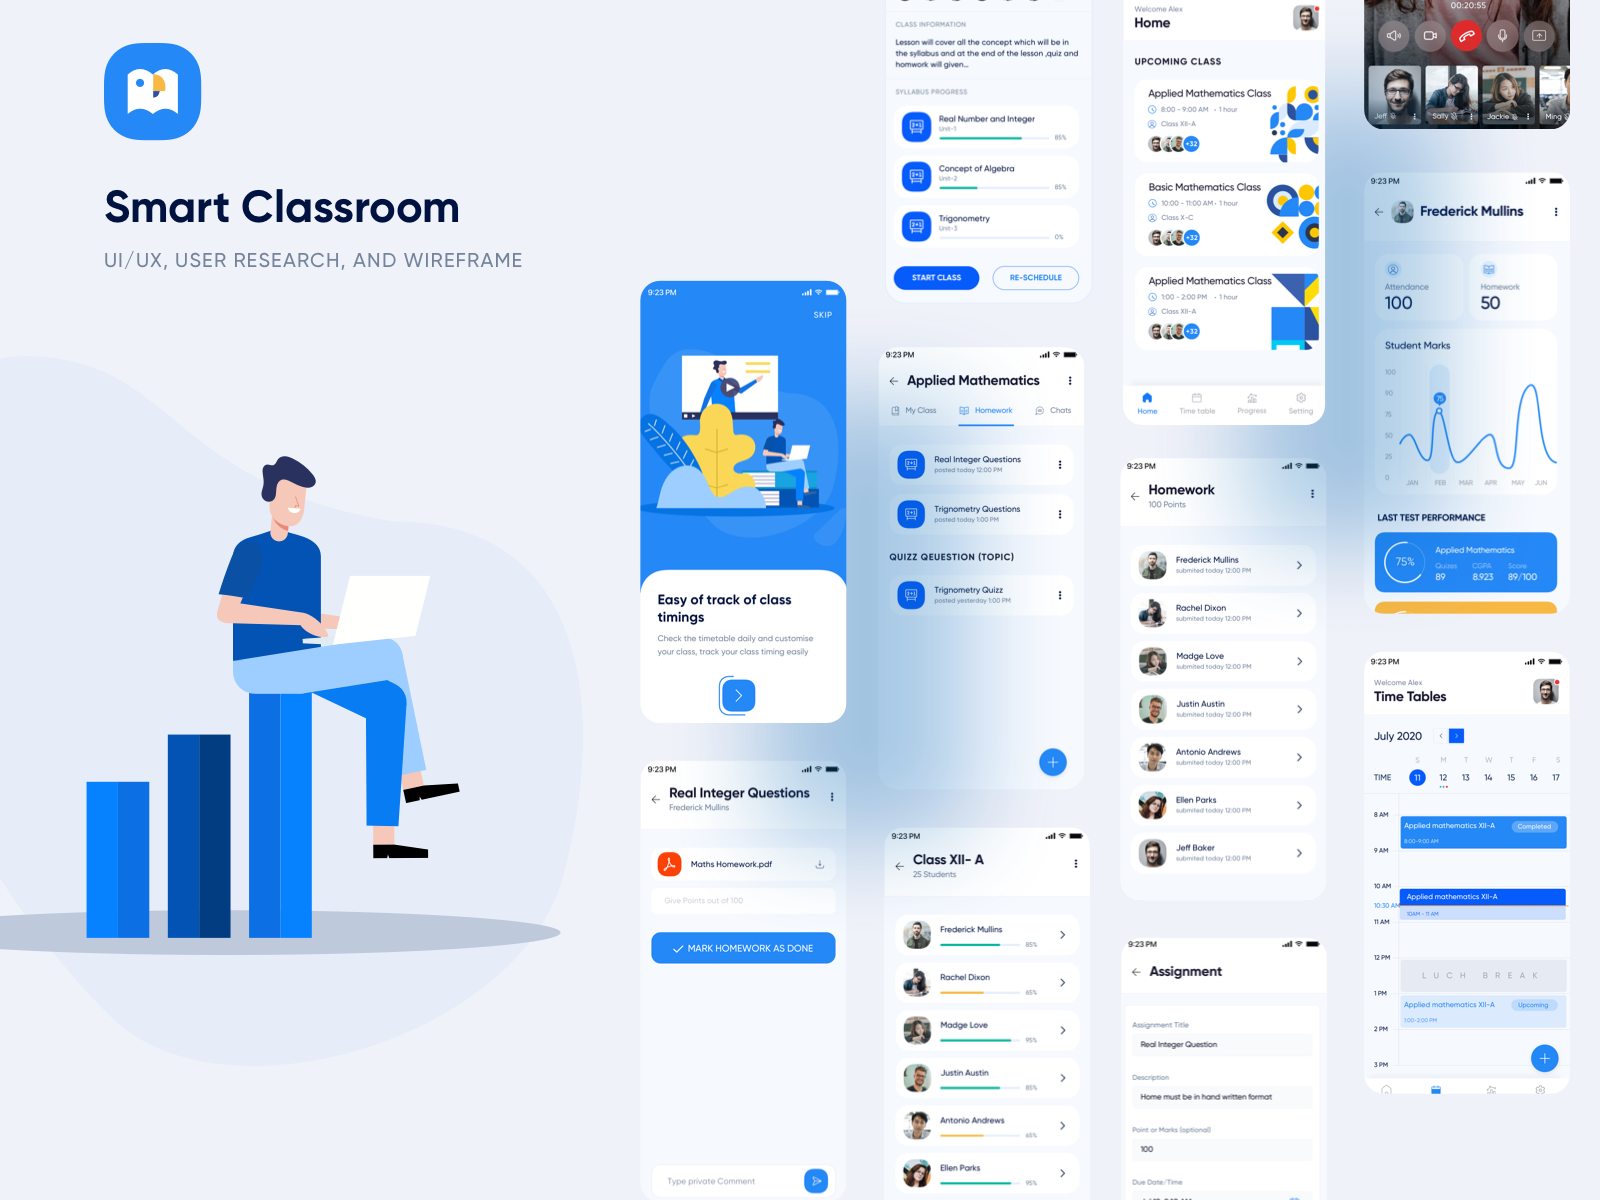 Smart Classroom
UI/UX, USER RESEARCH, AND WIREFRAME
9:23 PM
SKIP
Easy of track of class
timings
Check the timetable daily and customise
your class, track your class timing easily
9:23 PM
Real Integer Questions
Frederick Mullins
Maths Homework.pdf
Give Points out of 100
MARK HOMEWORK AS DONE
Type private Comment
CLASS INFORMATION
Lesson will cover all the concept which will be in
the syllabus and at the end of the lesson ,quiz and
homwork will given...
SYLLABUS PROGRESS
2+1
Real Number and Integer
Unit-1
85%
2+1
Concept of Algebra
Unit-2
85%
2+1
Trigonometry
Unit-3
0%
START CLASS
RE-SCHEDULE
9:23 PM
Applied Mathematics
My Class
Homework
Chats
2+1
Real Integer Questions
posted today 12:00 PM
2+1
Trignometry Questions
posted today 1:00 PM
QUIZZ QEUESTION (TOPIC)
2+1
Trignometry Quizz
posted yesterday 1:00 PM
9:23 PM
Class XII- A
25 Students
Frederick Mullins
85%
Rachel Dixon
65%
Madge Love
95%
Justin Austin
85%
Antonio Andrews
65%
Ellen Parks
95%
Welcome Alex
Home
UPCOMING CLASS
Applied Mathematics Class
8:00 - 9:00 AM • 1 hour
Class XII-A
+32
Basic Mathematics Class
10:00 - 11:00 AM • 1 hour
Class X-C
+32
Applied Mathematics Class
1:00 - 2:00 PM • 1 hour
Class XII-A
+32
Home
Time table
Progress
Setting
9:23 PM
Homework
100 Points
Frederick Mullins
submited today 12:00 PM
Rachel Dixon
submited today 12:00 PM
Madge Love
submited today 12:00 PM
Justin Austin
submited today 12:00 PM
Antonio Andrews
submited today 12:00 PM
Ellen Parks
submited today 12:00 PM
Jeff Baker
submited today 12:00 PM
9:23 PM
Assignment
Assignment Title
Real Integer Question
Description
Home must be in hand written format
Point or Marks (optional)
100
Due Date/Time
00:20:55
Jeff
Sally
Jackie
Ming
9:23 PM
Frederick Mullins
Attendance
100
Homework
50
Student Marks
100
90
75
50
25
0
75
JAN FEB MAR APR MAY JUN
LAST TEST PERFORMANCE
75%
Applied Mathematics
Quizes CGPA Score
89 8.923 89/100
9:23 PM
Welcome Alex
Time Tables
July 2020
S M T W T F S
TIME 11 12 13 14 15 16 17
8 AM
Applied mathematics XII-A
Completed
8:00-9:00 AM
9 AM
10 AM
Applied mathematics XII-A
10:30 AM
10AM - 11 AM
11 AM
12 PM
LUCH BREAK
1 PM
Applied mathematics XII-A
Upcoming
1:00-2:00 PM
2 PM
3 PM